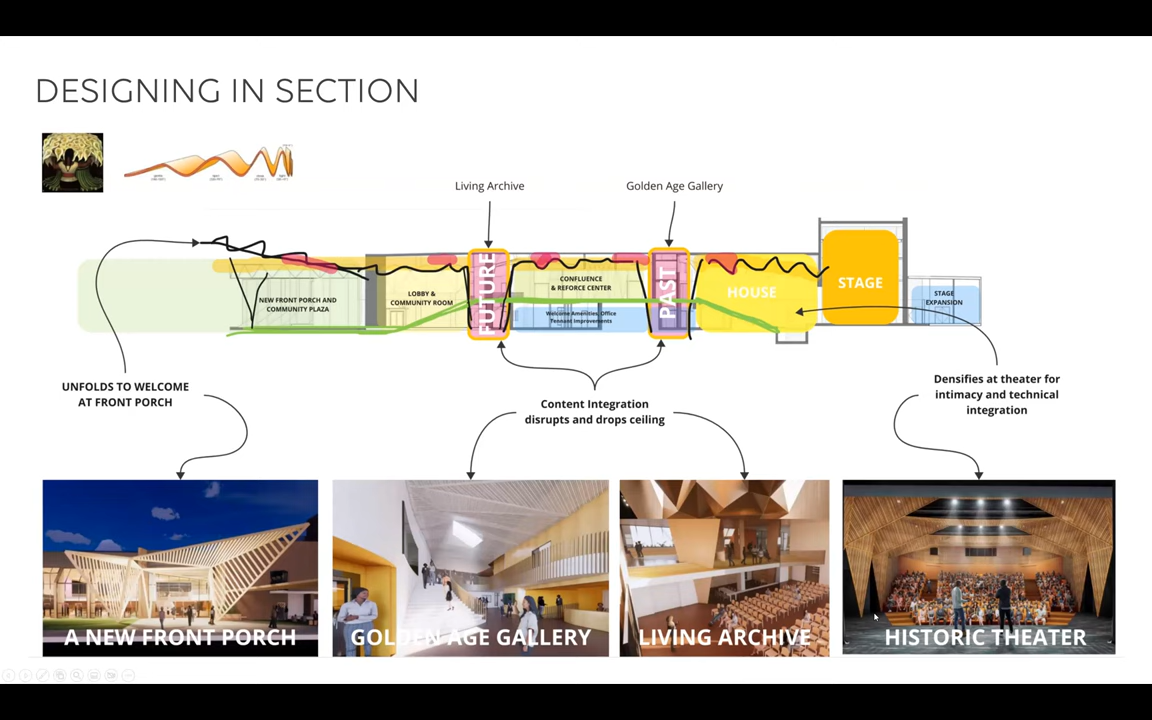 DESIGNING IN SECTION
Living Archive
Golden Age Gallery
FUTURE
PAST
NEW FRONT PORCH AND
COMMUNITY PLAZA
LOBBY &
COMMUNITY ROOM
CONFLUENCE
& REFORCE CENTER
Welcome Amenities, Office
Tennant Improvements
HOUSE
STAGE
STAGE
EXPANSION
UNFOLDS TO WELCOME
AT FRONT PORCH
Content Integration
disrupts and drops ceiling
Densifies at theater for
intimacy and technical
integration
A NEW FRONT PORCH
GOLDEN AGE GALLERY
LIVING ARCHIVE
HISTORIC THEATER